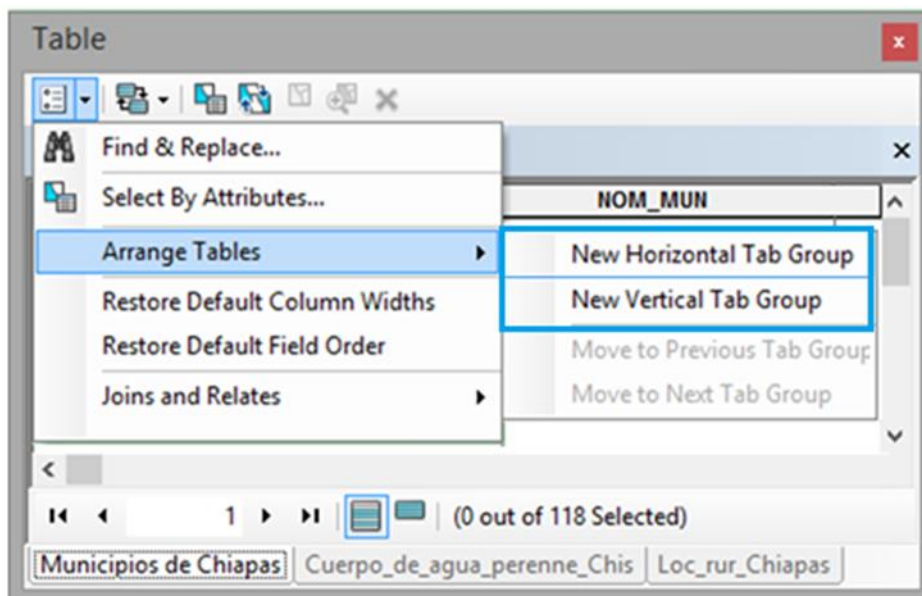 Table
x
Find & Replace...
Select By Attributes...
Arrange Tables
Restore Default Column Widths
Restore Default Field Order
Joins and Relates
NOM_MUN
New Horizontal Tab Group
New Vertical Tab Group
Move to Previous Tab Group
Move to Next Tab Group
1
(0 out of 118 Selected)
Municipios de Chiapas
Cuerpo_de_agua_perenne_Chis
Loc_rur_Chiapas